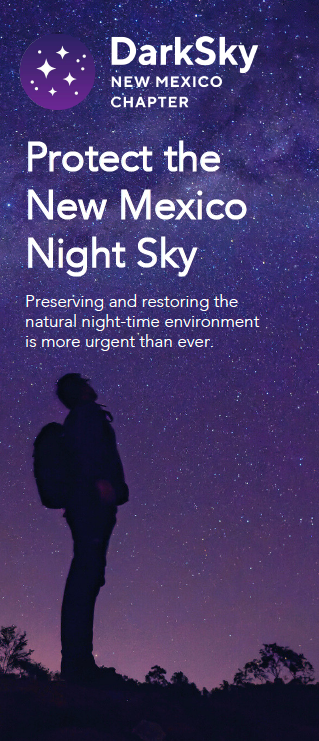 DarkSky
NEW MEXICO
CHAPTER
Protect the
New Mexico
Night Sky
Preserving and restoring the
natural night-time environment
is more urgent than ever.